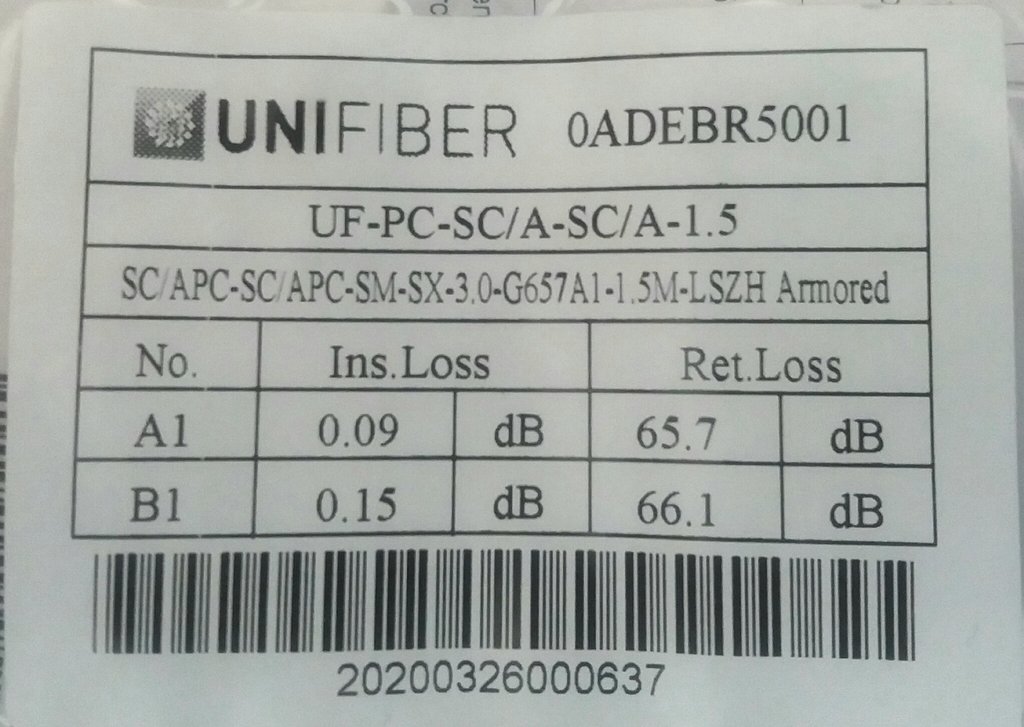 UNIFIBER 0ADEBR5001
UF-PC-SC/A-SC/A-1.5
SC/APC-SC/APC-SM-SX-3.0-G657A1-1.5M-LSZH Armored
No. Ins.Loss Ret.Loss
A1 0.09 dB 65.7 dB
B1 0.15 dB 66.1 dB
20200326000637